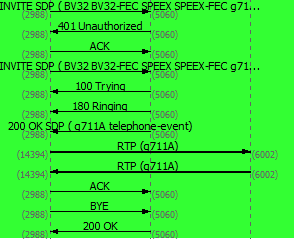 INVITE SDP ( BV32 BV32-FEC SPEEX SPEEX-FEC g71...
(2988) (5060)
401 Unauthorized
(2988) (5060)
ACK
(2988) (5060)
INVITE SDP ( BV32 BV32-FEC SPEEX SPEEX-FEC g71...
(2988) (5060)
100 Trying
(2988) (5060)
180 Ringing
(2988) (5060)
200 OK SDP ( g711A telephone-event)
(2988) (5060)
RTP (g711A)
(14394) (6002)
RTP (g711A)
(14394) (6002)
ACK
(2988) (5060)
BYE
(2988) (5060)
200 OK
(2988) (5060)